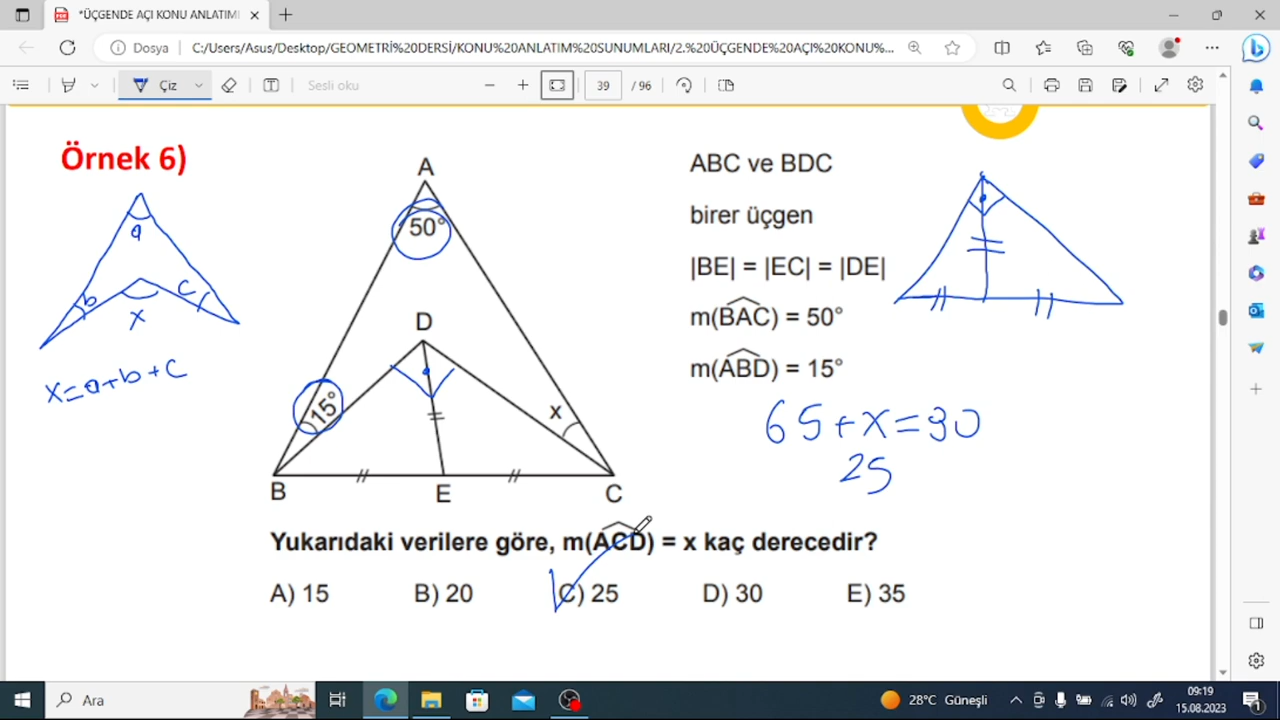 *ÜÇGENDE AÇI KONU ANLATIMI
Dosya C:/Users/Asus/Desktop/GEOMETRİ%20DERSİ/KONU%20ANLATIM%20SUNUMLARI/2.%20ÜÇGENDE%20AÇI%20KONU%...
Çiz
Sesli oku
39 / 96
Örnek 6)
a
b
c
x
x=a+b+c
A
50°
D
15°
x
B
E
C
ABC ve BDC
birer üçgen
|BE| = |EC| = |DE|
m(BAC) = 50°
m(ABD) = 15°
65+x=90
25
Yukarıdaki verilere göre, m(ACD) = x kaç derecedir?
A) 15 B) 20 C) 25 D) 30 E) 35
Ara
28°C Güneşli
09:19
15.08.2023
1